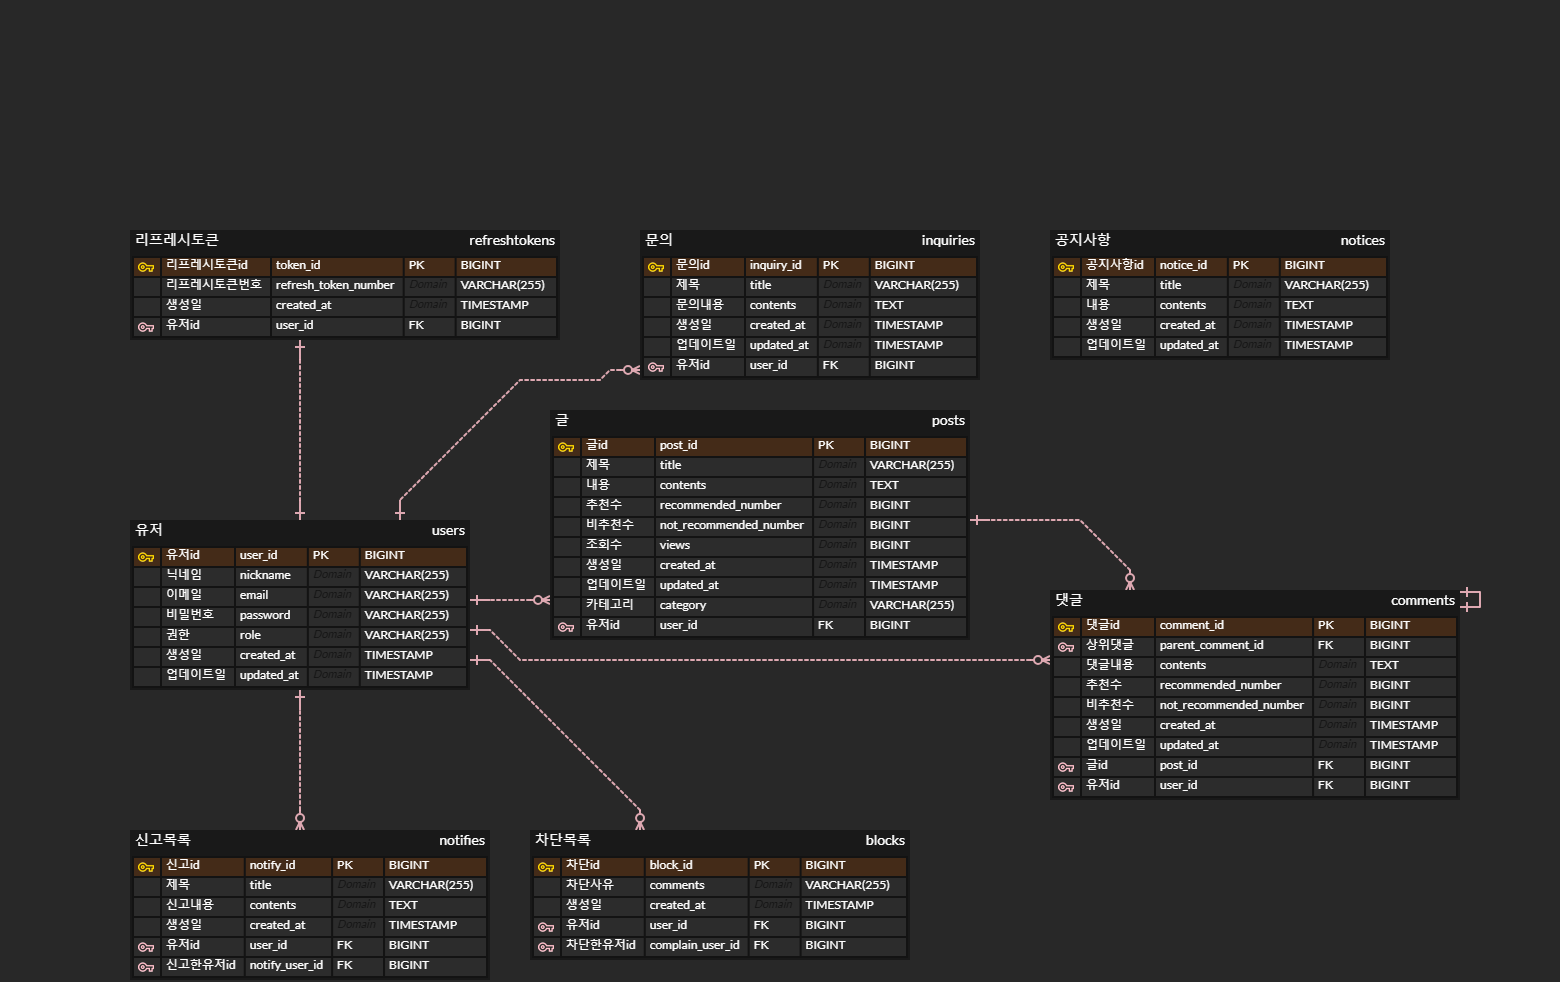 리프레시토큰 refreshtokens
리프레시토큰id token_id PK BIGINT
리프레시토큰번호 refresh_token_number Domain VARCHAR(255)
생성일 created_at Domain TIMESTAMP
유저id user_id FK BIGINT
문의 inquiries
문의id inquiry_id PK BIGINT
제목 title Domain VARCHAR(255)
문의내용 contents Domain TEXT
생성일 created_at Domain TIMESTAMP
업데이트일 updated_at Domain TIMESTAMP
유저id user_id FK BIGINT
공지사항 notices
공지사항id notice_id PK BIGINT
제목 title Domain VARCHAR(255)
내용 contents Domain TEXT
생성일 created_at Domain TIMESTAMP
업데이트일 updated_at Domain TIMESTAMP
글 posts
글id post_id PK BIGINT
제목 title Domain VARCHAR(255)
내용 contents Domain TEXT
추천수 recommended_number Domain BIGINT
비추천수 not_recommended_number Domain BIGINT
조회수 views Domain BIGINT
생성일 created_at Domain TIMESTAMP
업데이트일 updated_at Domain TIMESTAMP
카테고리 category Domain VARCHAR(255)
유저id user_id FK BIGINT
유저 users
유저id user_id PK BIGINT
닉네임 nickname Domain VARCHAR(255)
이메일 email Domain VARCHAR(255)
비밀번호 password Domain VARCHAR(255)
권한 role Domain VARCHAR(255)
생성일 created_at Domain TIMESTAMP
업데이트일 updated_at Domain TIMESTAMP
댓글 comments
댓글id comment_id PK BIGINT
상위댓글 parent_comment_id FK BIGINT
댓글내용 contents Domain TEXT
추천수 recommended_number Domain BIGINT
비추천수 not_recommended_number Domain BIGINT
생성일 created_at Domain TIMESTAMP
업데이트일 updated_at Domain TIMESTAMP
글id post_id FK BIGINT
유저id user_id FK BIGINT
신고목록 notifies
신고id notify_id PK BIGINT
제목 title Domain VARCHAR(255)
신고내용 contents Domain TEXT
생성일 created_at Domain TIMESTAMP
유저id user_id FK BIGINT
신고한유저id notify_user_id FK BIGINT
차단목록 blocks
차단id block_id PK BIGINT
차단사유 comments Domain VARCHAR(255)
생성일 created_at Domain TIMESTAMP
유저id user_id FK BIGINT
차단한유저id complain_user_id FK BIGINT